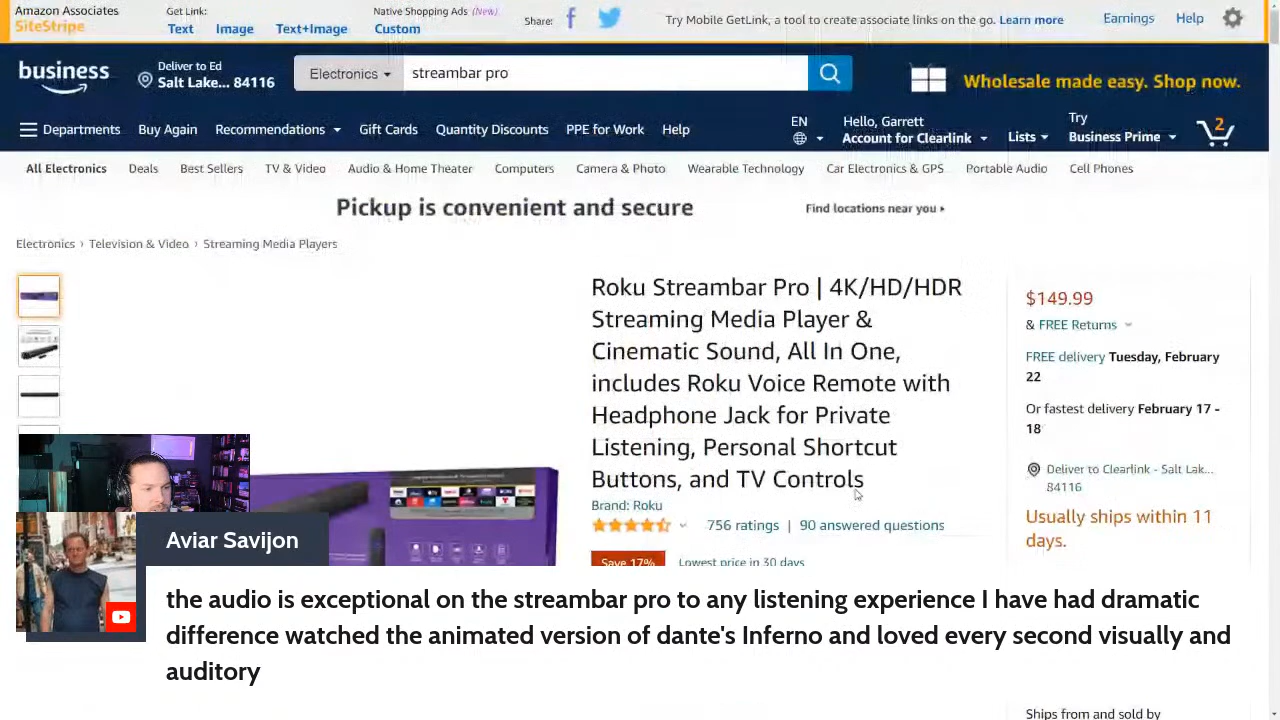 Amazon Associates
SiteStripe
Get Link:
Text Image Text+Image
Native Shopping Ads (New)
Custom
Share:
Try Mobile GetLink, a tool to create associate links on the go. Learn more
Earnings Help
business
Deliver to Ed
Salt Lake... 84116
Electronics
streambar pro
Wholesale made easy. Shop now.
Departments Buy Again Recommendations Gift Cards Quantity Discounts PPE for Work Help
EN
Hello, Garrett
Account for Clearlink
Lists
Try
Business Prime
2
All Electronics Deals Best Sellers TV & Video Audio & Home Theater Computers Camera & Photo Wearable Technology Car Electronics & GPS Portable Audio Cell Phones
Pickup is convenient and secure
Find locations near you
Electronics › Television & Video › Streaming Media Players
Roku Streambar Pro | 4K/HD/HDR
Streaming Media Player &
Cinematic Sound, All In One,
includes Roku Voice Remote with
Headphone Jack for Private
Listening, Personal Shortcut
Buttons, and TV Controls
Brand: Roku
756 ratings | 90 answered questions
Save 17% Lowest price in 30 days
$149.99
& FREE Returns
FREE delivery Tuesday, February
22
Or fastest delivery February 17 -
18
Deliver to Clearlink - Salt Lak...
84116
Usually ships within 11
days.
Aviar Savijon
the audio is exceptional on the streambar pro to any listening experience I have had dramatic
difference watched the animated version of dante's Inferno and loved every second visually and
auditory
Ships from and sold by